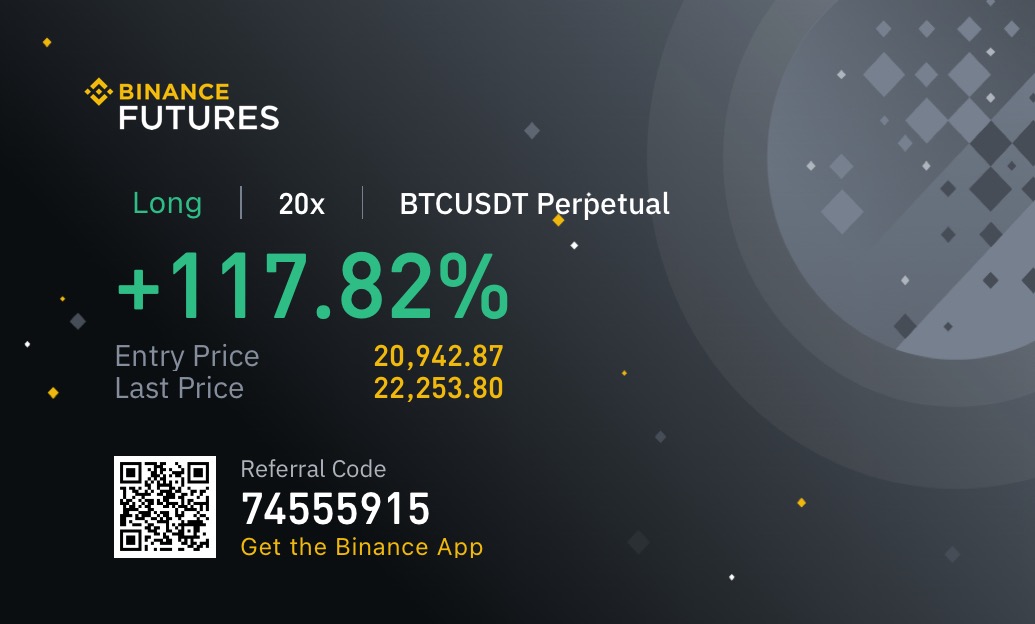 BINANCE
FUTURES
Long | 20x | BTCUSDT Perpetual
+117.82%
Entry Price 20,942.87
Last Price 22,253.80
Referral Code
74555915
Get the Binance App